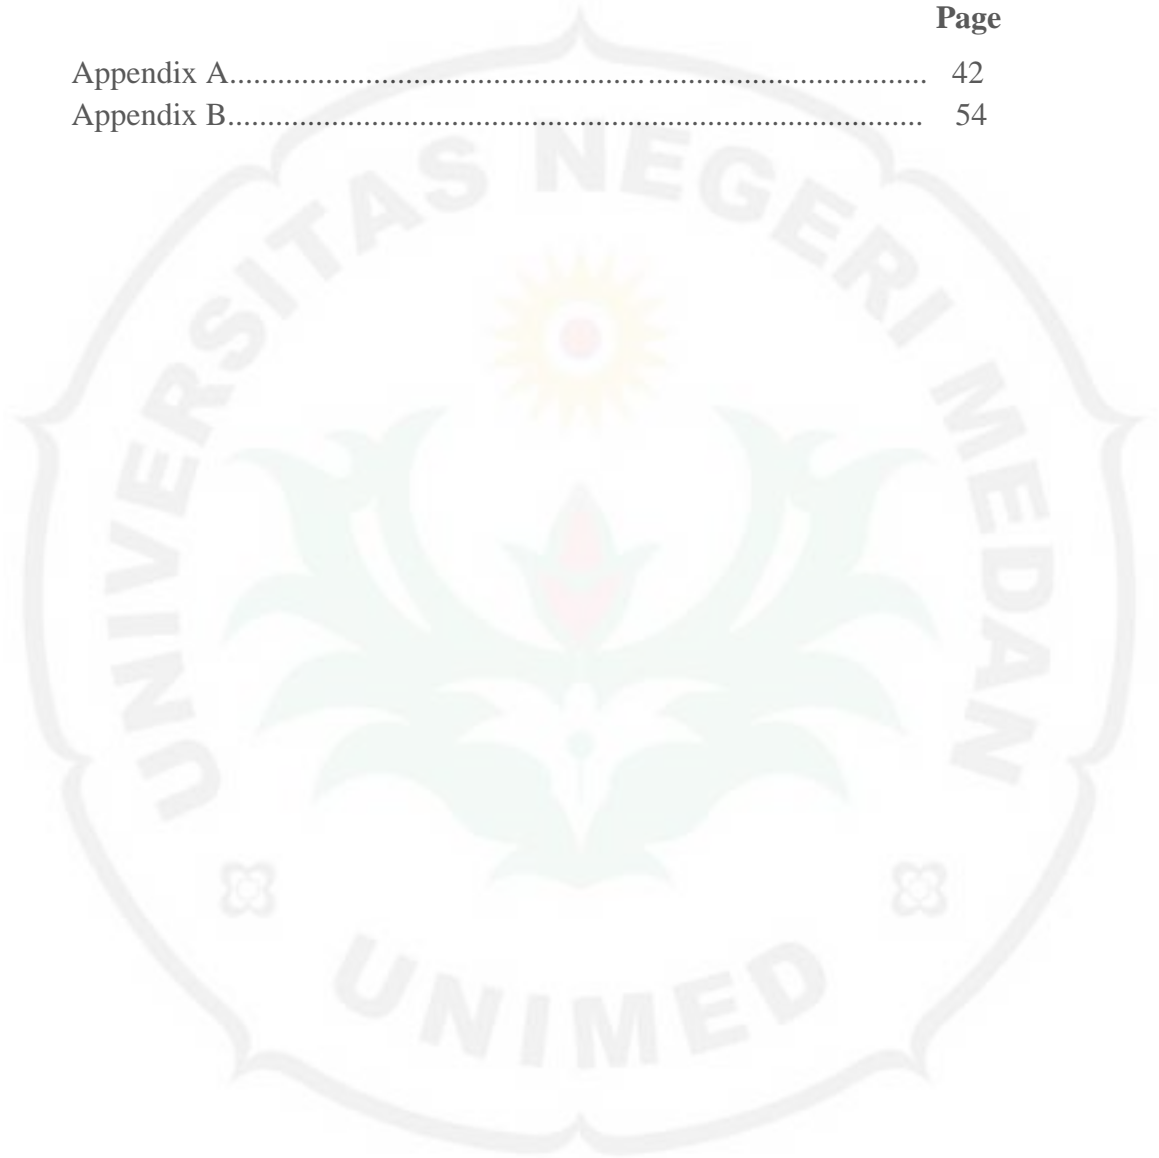 Page
Appendix A........................................................................................ 42
Appendix B........................................................................................ 54
UNIVERSITAS NEGERI MEDAN
UNIMED